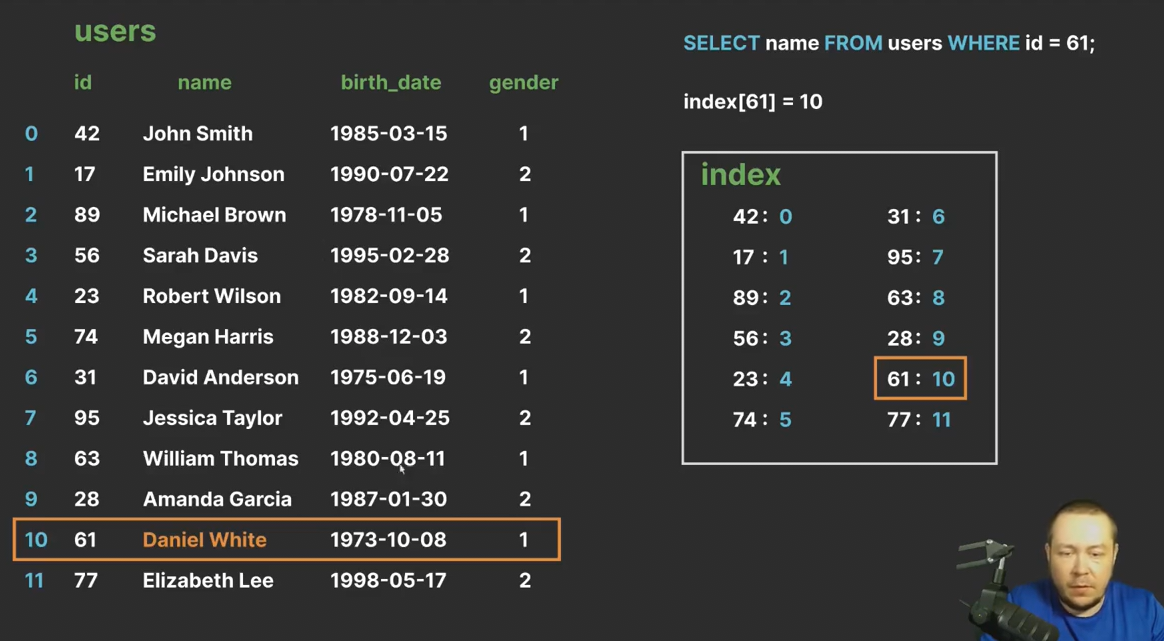 users
id name birth_date gender
0 42 John Smith 1985-03-15 1
1 17 Emily Johnson 1990-07-22 2
2 89 Michael Brown 1978-11-05 1
3 56 Sarah Davis 1995-02-28 2
4 23 Robert Wilson 1982-09-14 1
5 74 Megan Harris 1988-12-03 2
6 31 David Anderson 1975-06-19 1
7 95 Jessica Taylor 1992-04-25 2
8 63 William Thomas 1980-08-11 1
9 28 Amanda Garcia 1987-01-30 2
10 61 Daniel White 1973-10-08 1
11 77 Elizabeth Lee 1998-05-17 2
SELECT name FROM users WHERE id = 61;
index[61] = 10
index
42: 0 31: 6
17 : 1 95: 7
89: 2 63: 8
56: 3 28: 9
23: 4 61: 10
74: 5 77: 11